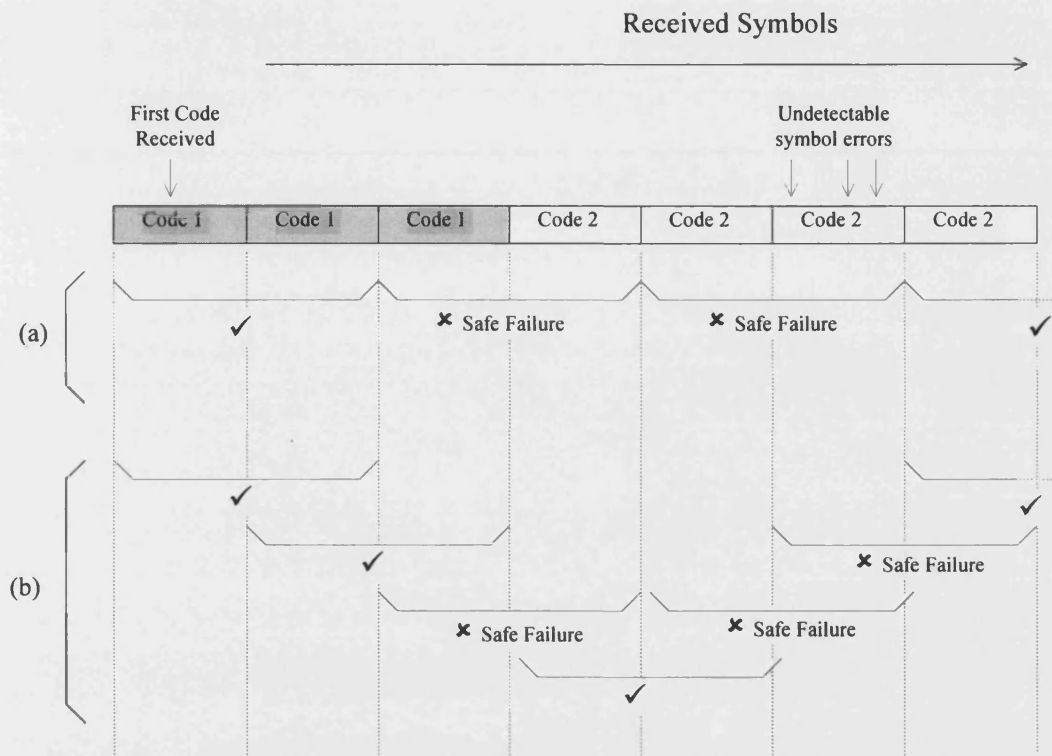 Received Symbols
First Code
Received
Undetectable
symbol errors
Code 1 Code 1 Code 1 Code 2 Code 2 Code 2 Code 2
(a)
✓ ✘ Safe Failure ✘ Safe Failure ✓
(b)
✓ ✓
✓ ✘ Safe Failure
✘ Safe Failure ✘ Safe Failure
✓